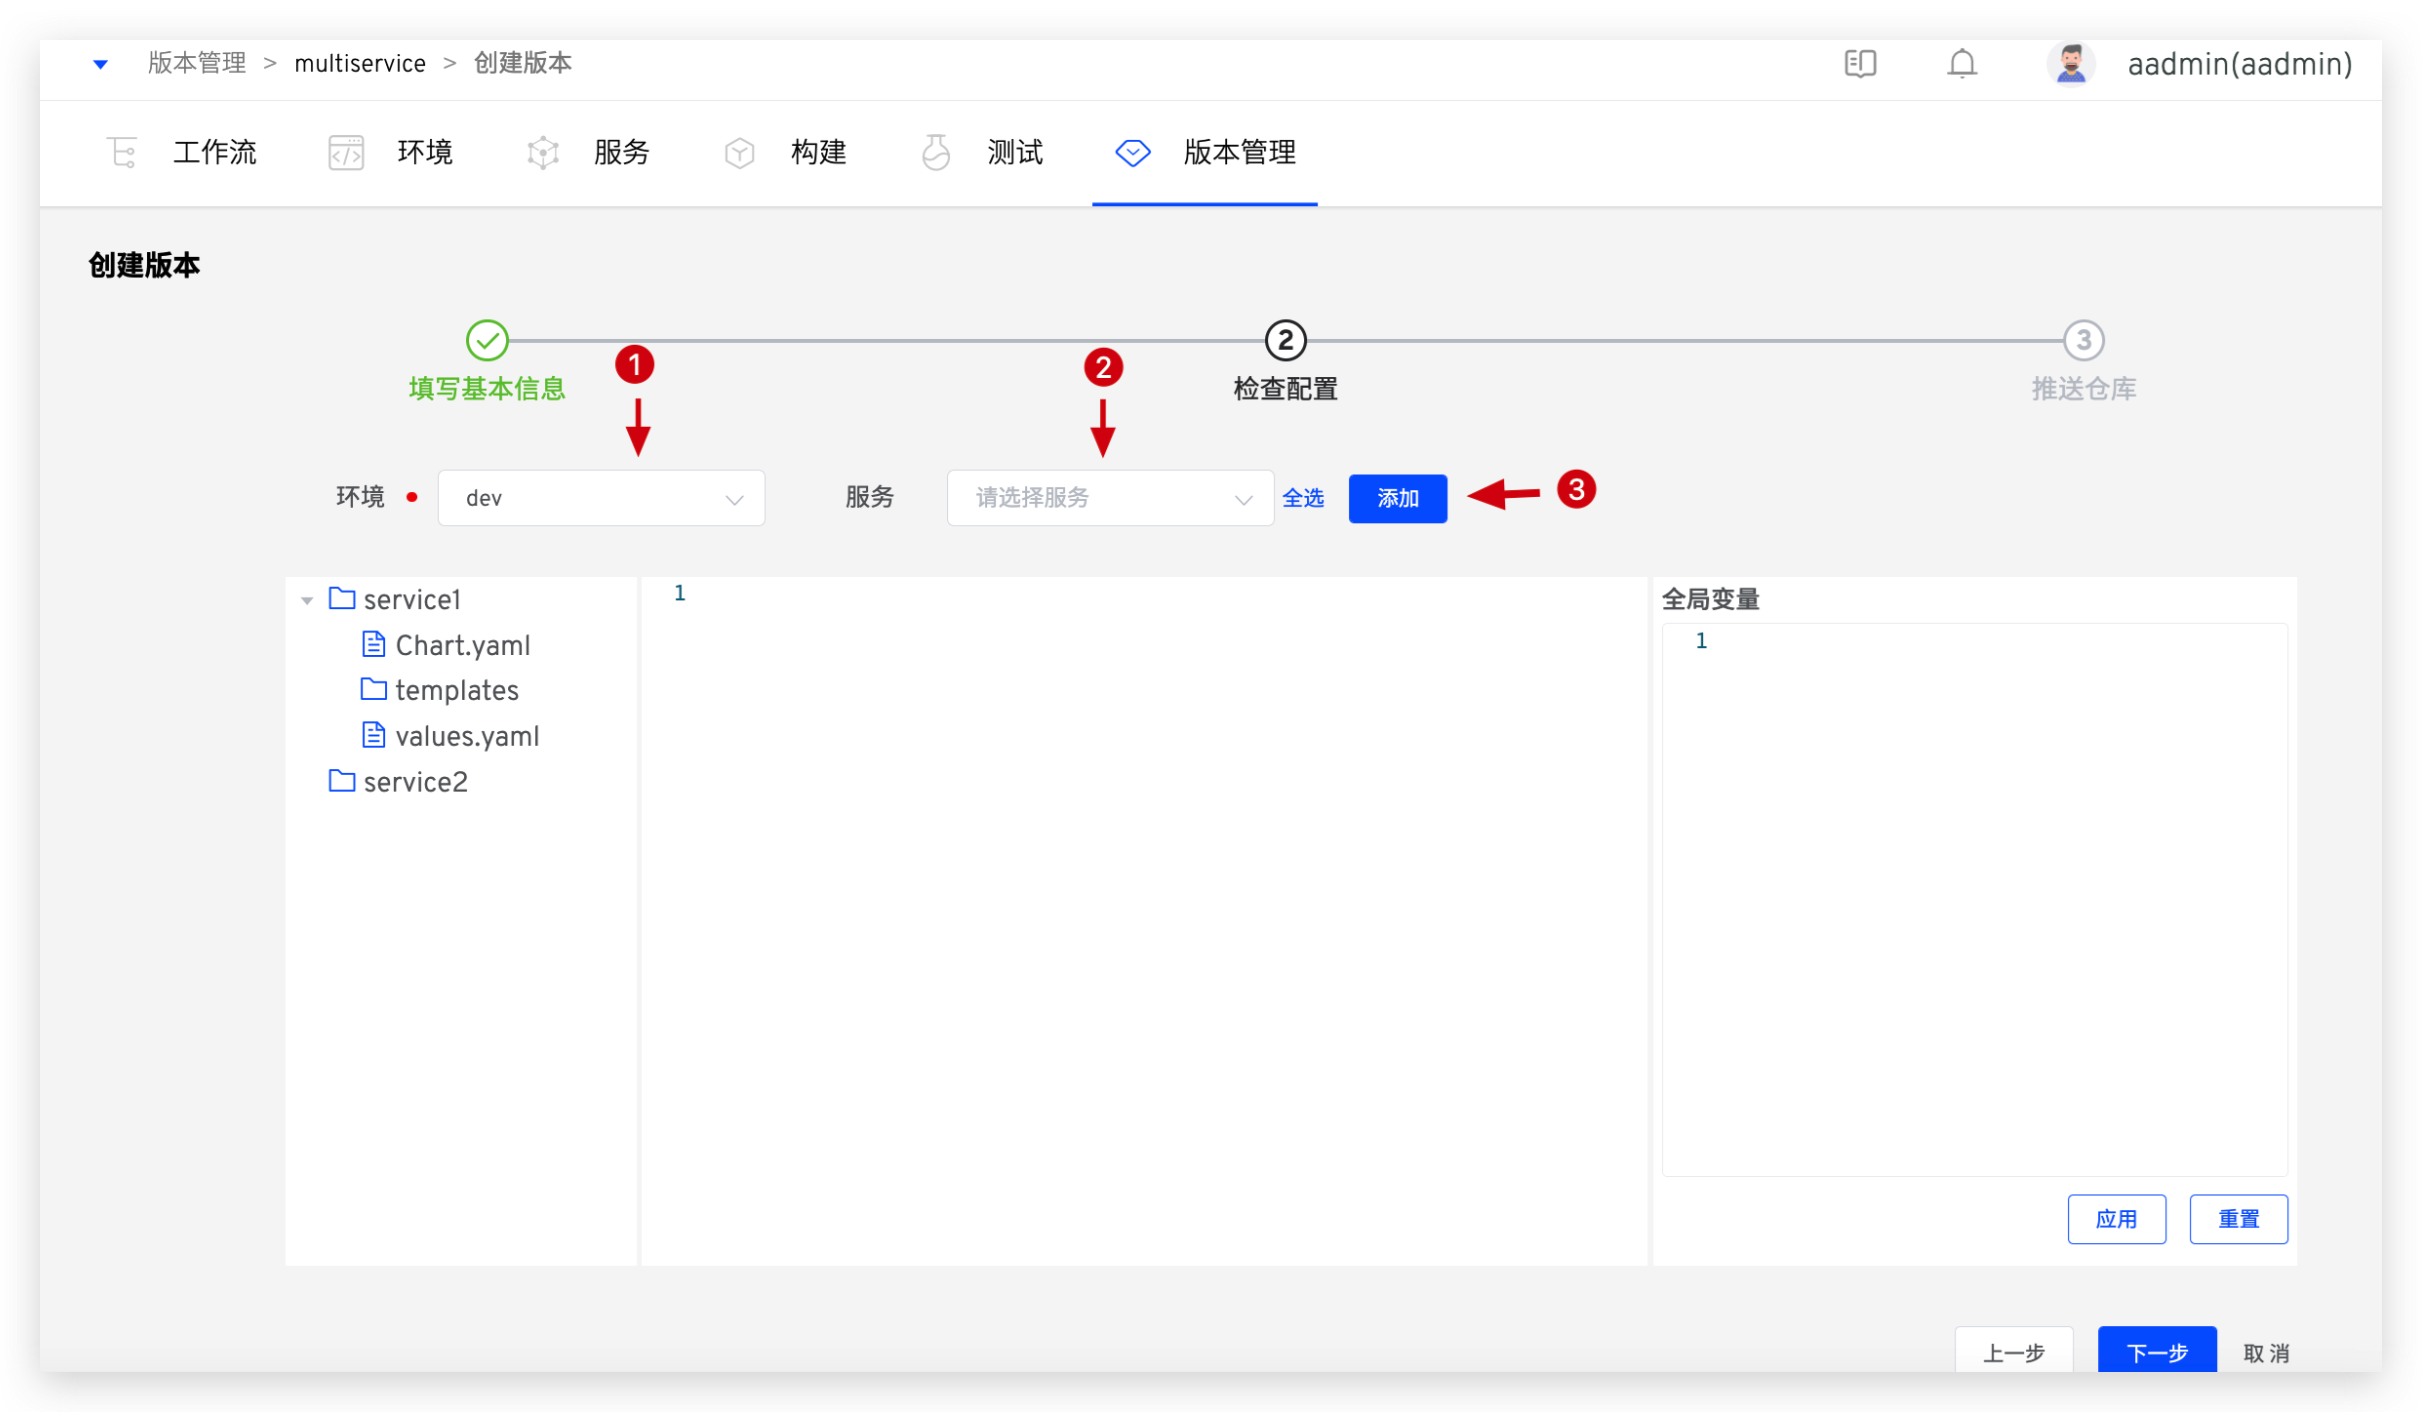 版本管理 > multiservice > 创建版本 aadmin(aadmin)
工作流 环境 服务 构建 测试 版本管理
创建版本
2 3
1 2
填写基本信息 检查配置 推送仓库
环境 dev 服务 请选择服务 全选 添加 3
service1 1 全局变量
Chart.yaml 1
templates
values.yaml
service2
应用 重置
上一步 下一步 取消